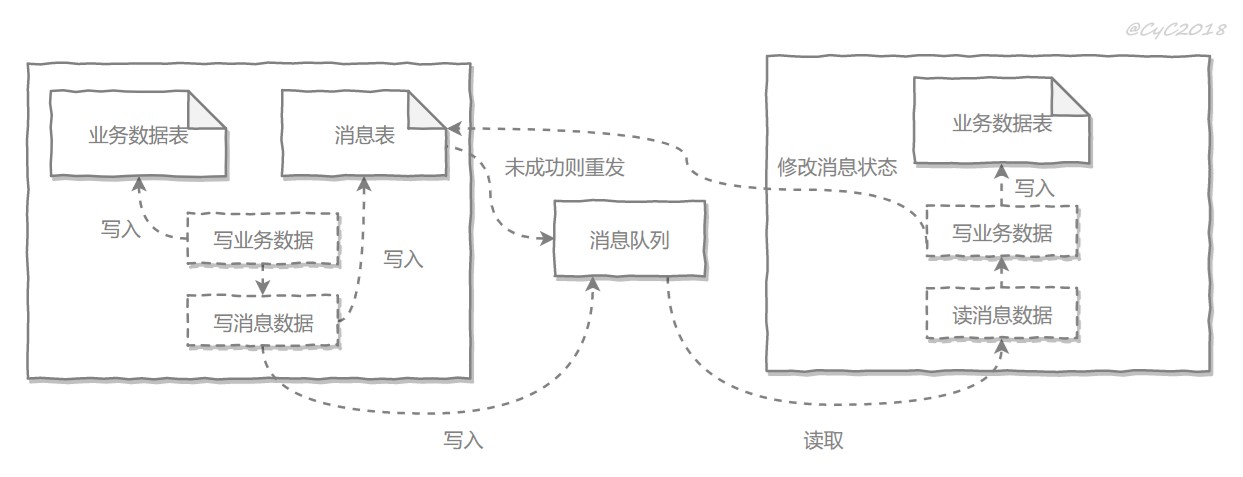 @CyC2018
业务数据表
消息表
写入
写业务数据
写入
写消息数据
未成功则重发
消息队列
写入
读取
修改消息状态
业务数据表
写入
写业务数据
读消息数据